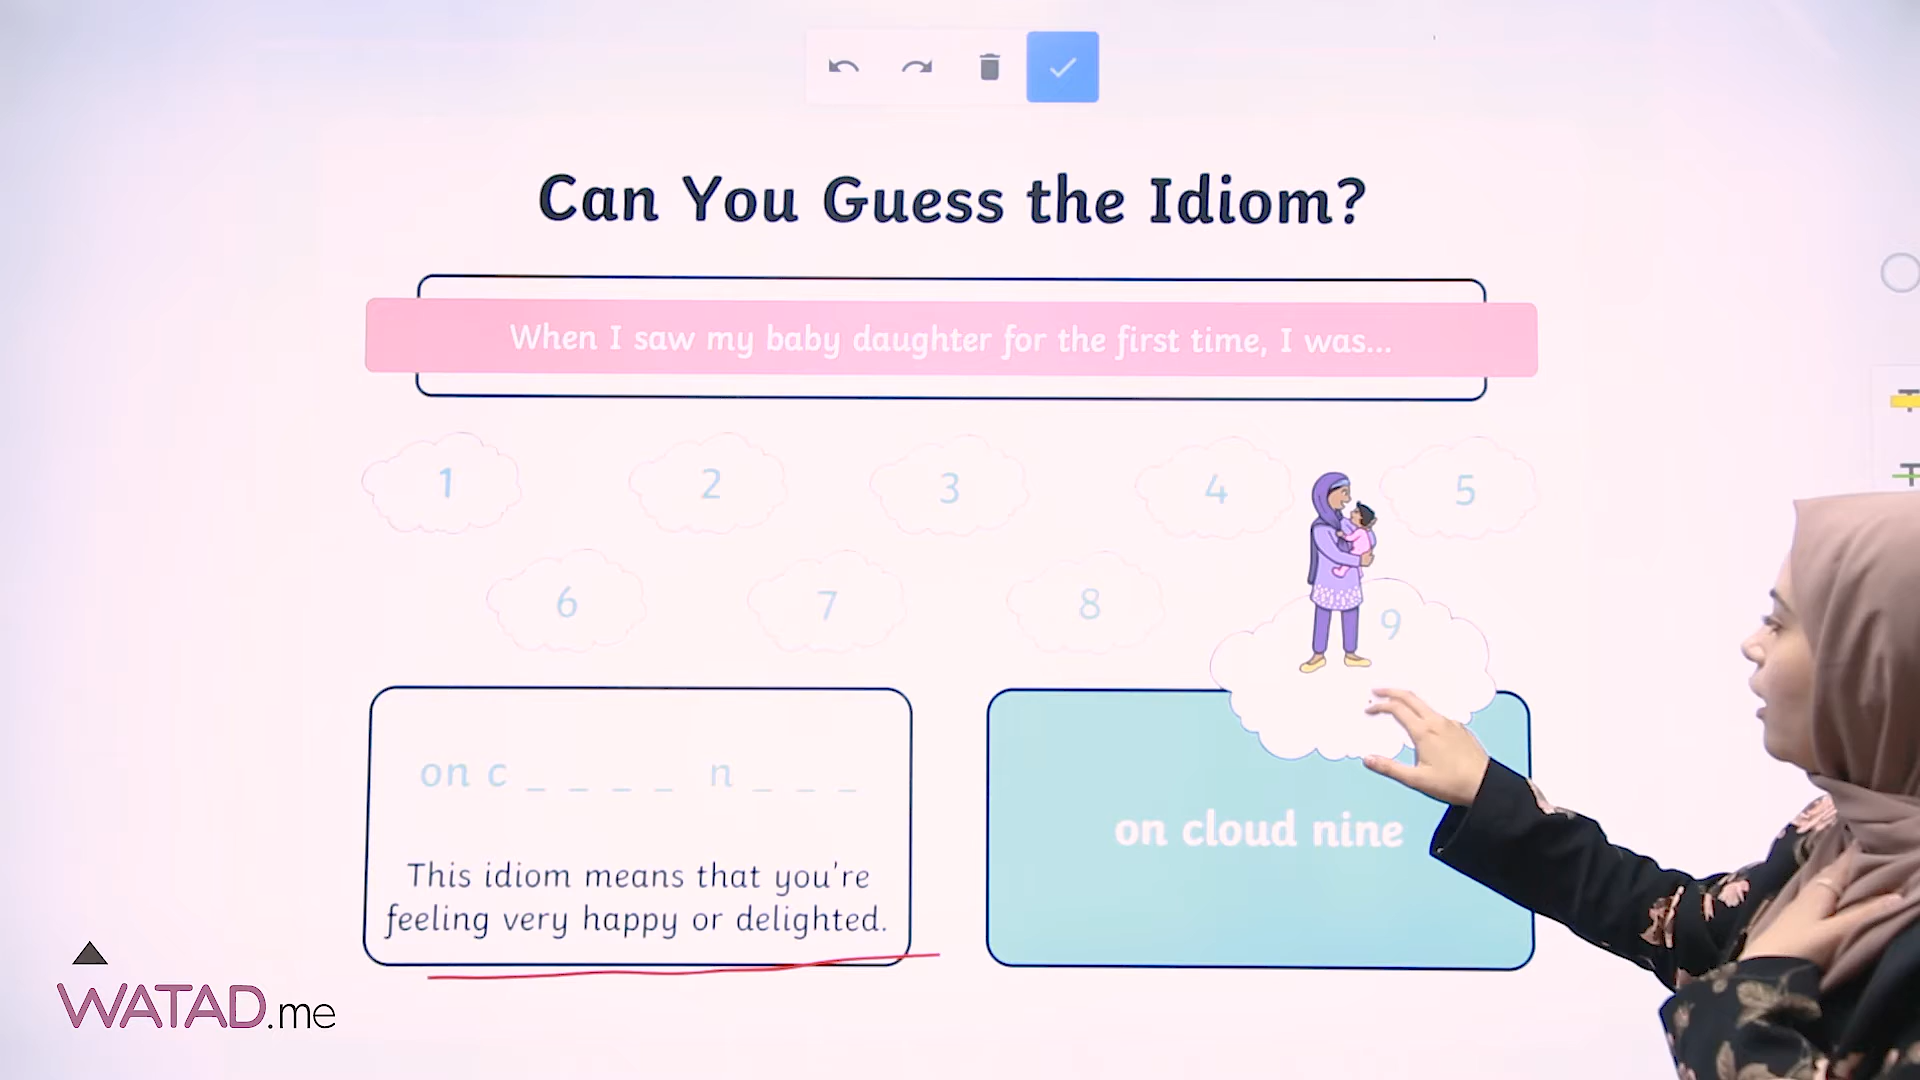 Can You Guess the Idiom?
When I saw my baby daughter for the first time, I was...
1 2 3 4 5
6 7 8 9
on c _ _ _ _ n _ _ _
This idiom means that you're
feeling very happy or delighted.
on cloud nine
WATAD.me